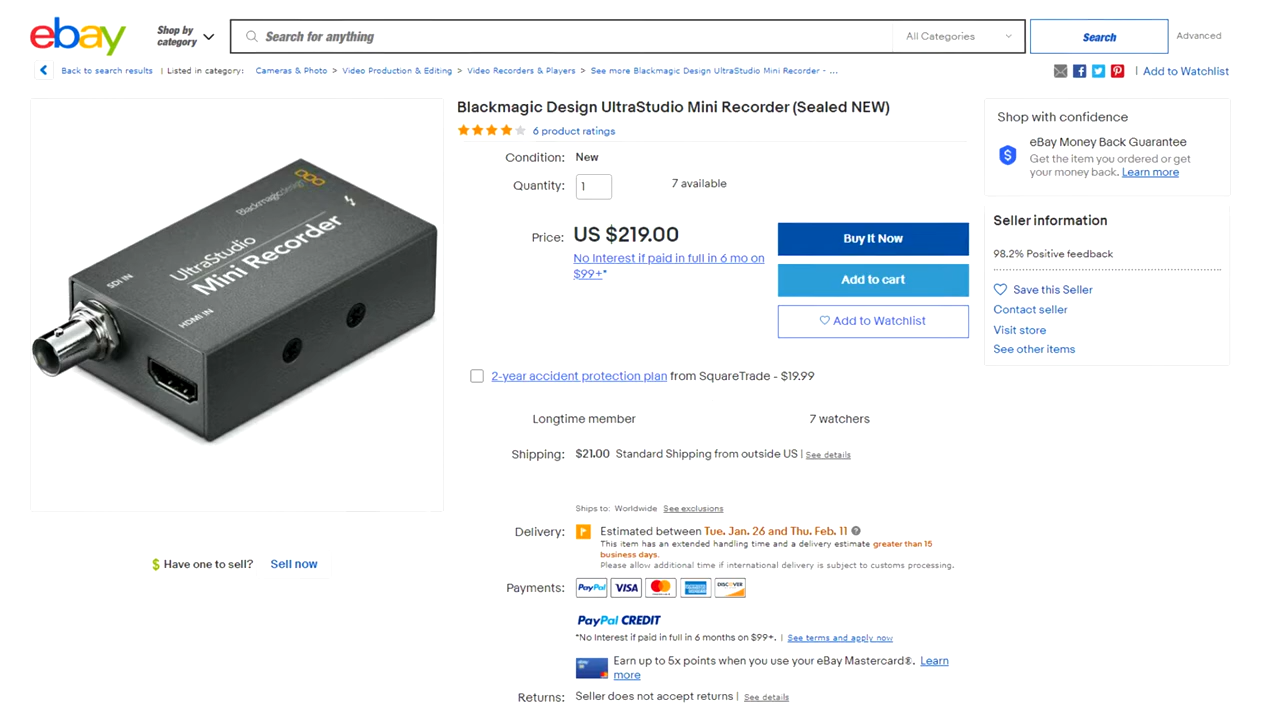 ebay
Shop by
category
Search for anything
All Categories
Search
Advanced
Back to search results | Listed in category: Cameras & Photo > Video Production & Editing > Video Recorders & Players > See more Blackmagic Design UltraStudio Mini Recorder - ...
| Add to Watchlist
Blackmagic Design UltraStudio Mini Recorder (Sealed NEW)
6 product ratings
Condition: New
Quantity: 1 7 available
Price: US $219.00
No Interest if paid in full in 6 mo on
$99+*
Buy It Now
Add to cart
Add to Watchlist
2-year accident protection plan from SquareTrade - $19.99
Longtime member 7 watchers
Shipping: $21.00 Standard Shipping from outside US | See details
Ships to: Worldwide See exclusions
Delivery: Estimated between Tue. Jan. 26 and Thu. Feb. 11
This item has an extended handling time and a delivery estimate greater than 15
business days.
Please allow additional time if international delivery is subject to customs processing.
Payments: PayPal VISA MasterCard AMERICAN EXPRESS DISCOVER
PayPal CREDIT
*No Interest if paid in full in 6 months on $99+. | See terms and apply now
Earn up to 5x points when you use your eBay Mastercard®. Learn
more
Returns: Seller does not accept returns | See details
Blackmagicdesign
UltraStudio
Mini Recorder
SDI IN
HDMI IN
$ Have one to sell? Sell now
Shop with confidence
eBay Money Back Guarantee
Get the item you ordered or get
your money back. Learn more
Seller information
98.2% Positive feedback
Save this Seller
Contact seller
Visit store
See other items